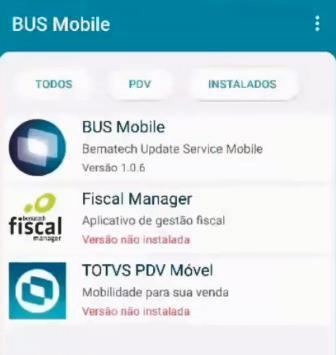 BUS Mobile
TODOS PDV INSTALADOS
BUS Mobile
Bematech Update Service Mobile
Versão 1.0.6
Fiscal Manager
Aplicativo de gestão fiscal
Versão não instalada
bematech
fiscal
manager
TOTVS PDV Móvel
Mobilidade para sua venda
Versão não instalada